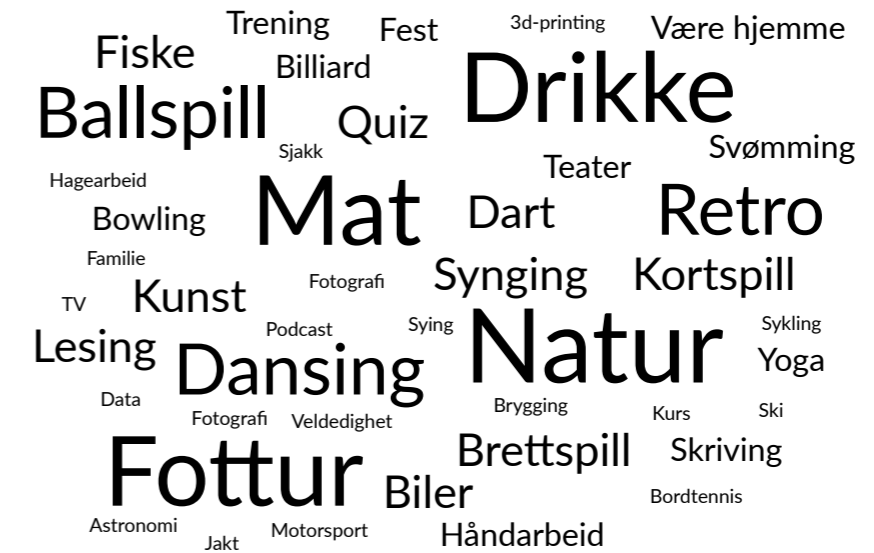 Trening
Fest
3d-printing
Være hjemme
Fiske
Billiard
Drikke
Ballspill
Quiz
Sjakk
Svømming
Teater
Hagearbeid
Mat
Dart
Retro
Bowling
Familie
Fotografi
Synging
Kortspill
TV
Kunst
Podcast
Sying
Natur
Sykling
Lesing
Dansing
Yoga
Data
Fotografi
Veldedighet
Brygging
Kurs
Ski
Fottur
Brettspill
Skriving
Biler
Bordtennis
Astronomi
Jakt
Motorsport
Håndarbeid